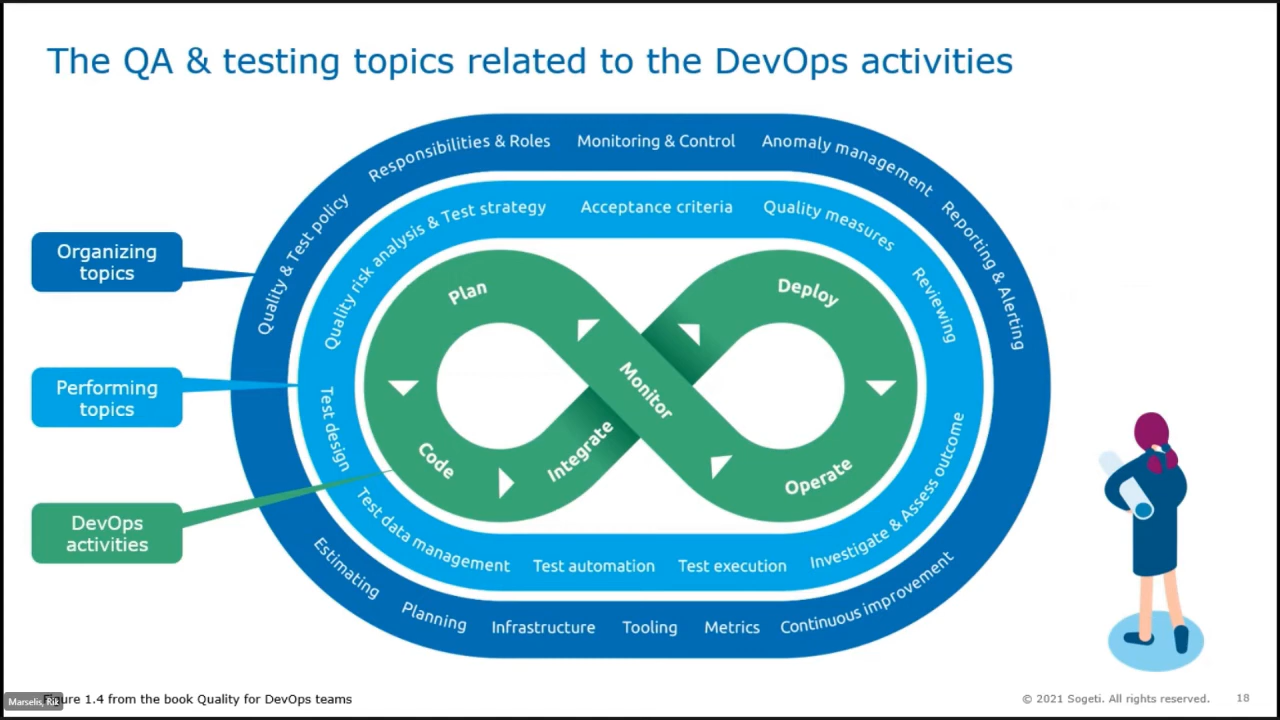 The QA & testing topics related to the DevOps activities
Organizing
topics
Performing
topics
DevOps
activities
Quality & Test policy
Responsibilities & Roles
Monitoring & Control
Anomaly management
Reporting & Alerting
Quality risk analysis & Test strategy
Acceptance criteria
Quality measures
Reviewing
Plan
Deploy
Monitor
Code
Integrate
Operate
Test design
Test data management
Test automation
Test execution
Investigate & Assess outcome
Estimating
Planning
Infrastructure
Tooling
Metrics
Continuous improvement
Marselis, Rik
Figure 1.4 from the book Quality for DevOps teams
© 2021 Sogeti. All rights reserved.
18